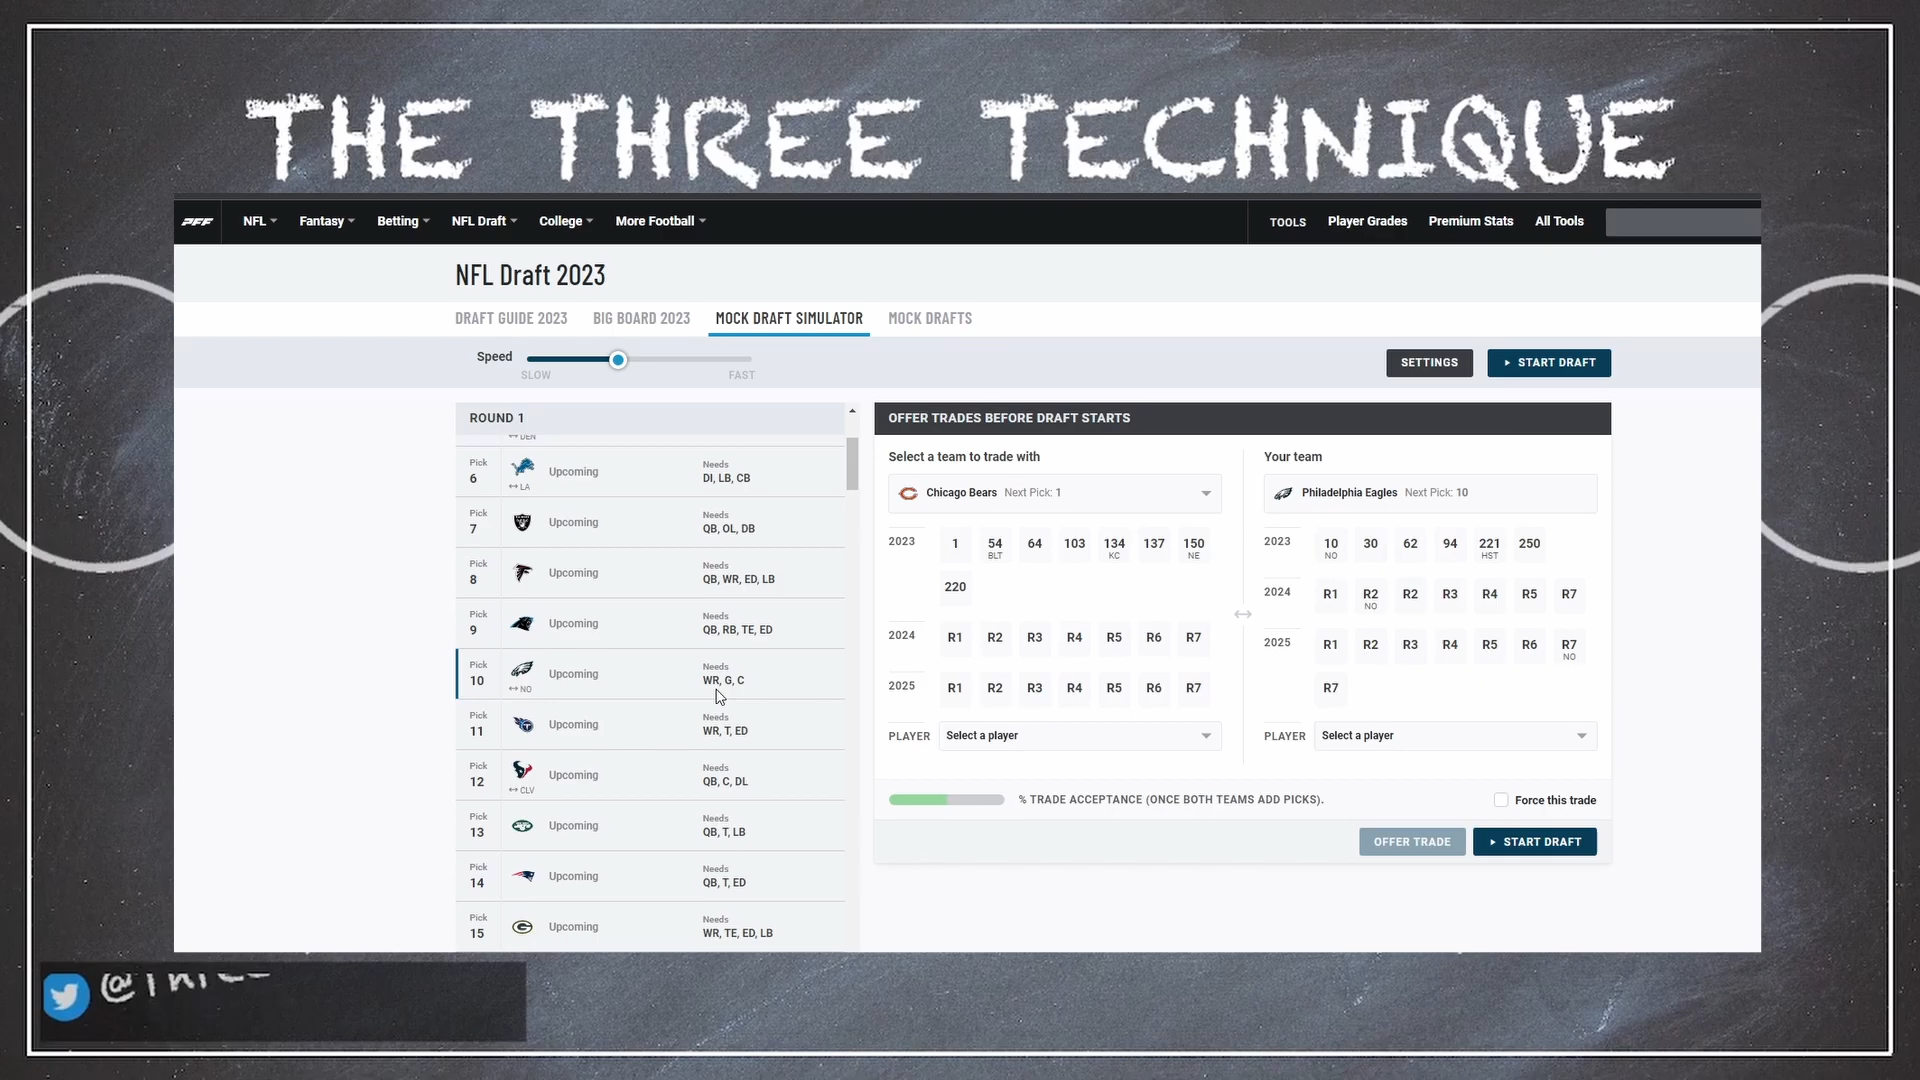 THE THREE TECHNIQUE
PFF NFL Fantasy Betting NFL Draft College More Football TOOLS Player Grades Premium Stats All Tools
NFL Draft 2023
DRAFT GUIDE 2023 BIG BOARD 2023 MOCK DRAFT SIMULATOR MOCK DRAFTS
Speed
SLOW FAST
SETTINGS START DRAFT
ROUND 1
DEN
Pick 6 LA Upcoming Needs DI, LB, CB
Pick 7 Upcoming Needs QB, OL, DB
Pick 8 Upcoming Needs QB, WR, ED, LB
Pick 9 Upcoming Needs QB, RB, TE, ED
Pick 10 NO Upcoming Needs WR, G, C
Pick 11 Upcoming Needs WR, T, ED
Pick 12 CLV Upcoming Needs QB, C, DL
Pick 13 Upcoming Needs QB, T, LB
Pick 14 Upcoming Needs QB, T, ED
Pick 15 Upcoming Needs WR, TE, ED, LB
OFFER TRADES BEFORE DRAFT STARTS
Select a team to trade with
Chicago Bears Next Pick: 1
2023 1 54 BLT 64 103 134 KC 137 150 NE
220
2024 R1 R2 R3 R4 R5 R6 R7
2025 R1 R2 R3 R4 R5 R6 R7
PLAYER Select a player
Your team
Philadelphia Eagles Next Pick: 10
2023 10 NO 30 62 94 221 HST 250
2024 R1 R2 NO R2 R3 R4 R5 R7
2025 R1 R2 R3 R4 R5 R6 R7 NO
R7
PLAYER Select a player
% TRADE ACCEPTANCE (ONCE BOTH TEAMS ADD PICKS).
Force this trade
OFFER TRADE START DRAFT